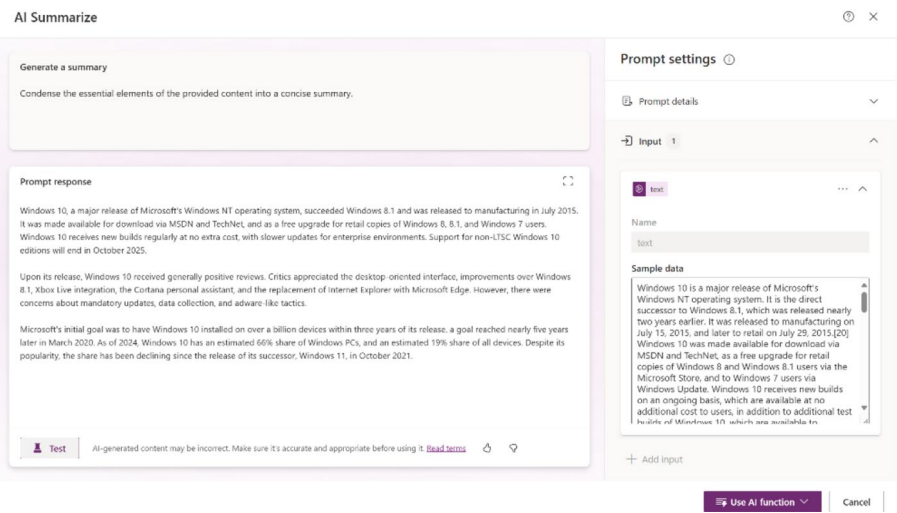 AI Summarize
Generate a summary
Condense the essential elements of the provided content into a concise summary.
Prompt response
Windows 10, a major release of Microsoft's Windows NT operating system, succeeded Windows 8.1 and was released to manufacturing in July 2015.
It was made available for download via MSDN and TechNet, and as a free upgrade for retail copies of Windows 8, 8.1, and Windows 7 users.
Windows 10 receives new builds regularly at no extra cost, with slower updates for enterprise environments. Support for non-LTSC Windows 10
editions will end in October 2025.
Upon its release, Windows 10 received generally positive reviews. Critics appreciated the desktop-oriented interface, improvements over Windows
8.1, Xbox Live integration, the Cortana personal assistant, and the replacement of Internet Explorer with Microsoft Edge. However, there were
concerns about mandatory updates, data collection, and adware-like tactics.
Microsoft's initial goal was to have Windows 10 installed on over a billion devices within three years of its release, a goal reached nearly five years
later in March 2020. As of 2024, Windows 10 has an estimated 66% share of Windows PCs, and an estimated 19% share of all devices. Despite its
popularity, the share has been declining since the release of its successor, Windows 11, in October 2021.
Test
AI-generated content may be incorrect. Make sure it's accurate and appropriate before using it. Read terms
Prompt settings
Prompt details
Input 1
text
Name
text
Sample data
Windows 10 is a major release of Microsoft's
Windows NT operating system. It is the direct
successor to Windows 8.1, which was released nearly
two years earlier. It was released to manufacturing on
July 15, 2015, and later to retail on July 29, 2015.[20]
Windows 10 was made available for download via
MSDN and TechNet, as a free upgrade for retail
copies of Windows 8 and Windows 8.1 users via the
Microsoft Store, and to Windows 7 users via
Windows Update. Windows 10 receives new builds
on an ongoing basis, which are available at no
additional cost to users, in addition to additional test
builds of Windows 10, which are available to
+ Add input
Use AI function
Cancel